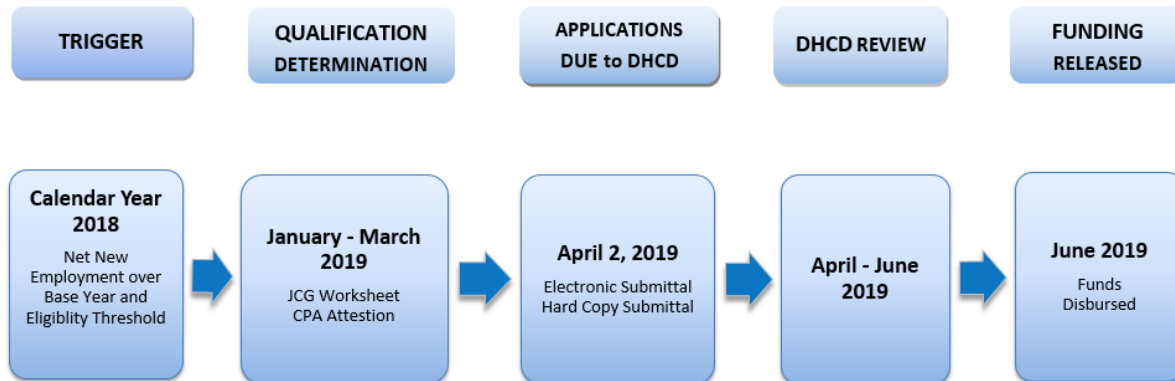 TRIGGER
QUALIFICATION
DETERMINATION
APPLICATIONS
DUE to DHCD
DHCD REVIEW
FUNDING
RELEASED
Calendar Year
2018
Net New
Employment over
Base Year and
Eligiblity Threshold
January - March
2019
JCG Worksheet
CPA Attestion
April 2, 2019
Electronic Submittal
Hard Copy Submittal
April - June
2019
June 2019
Funds
Disbursed